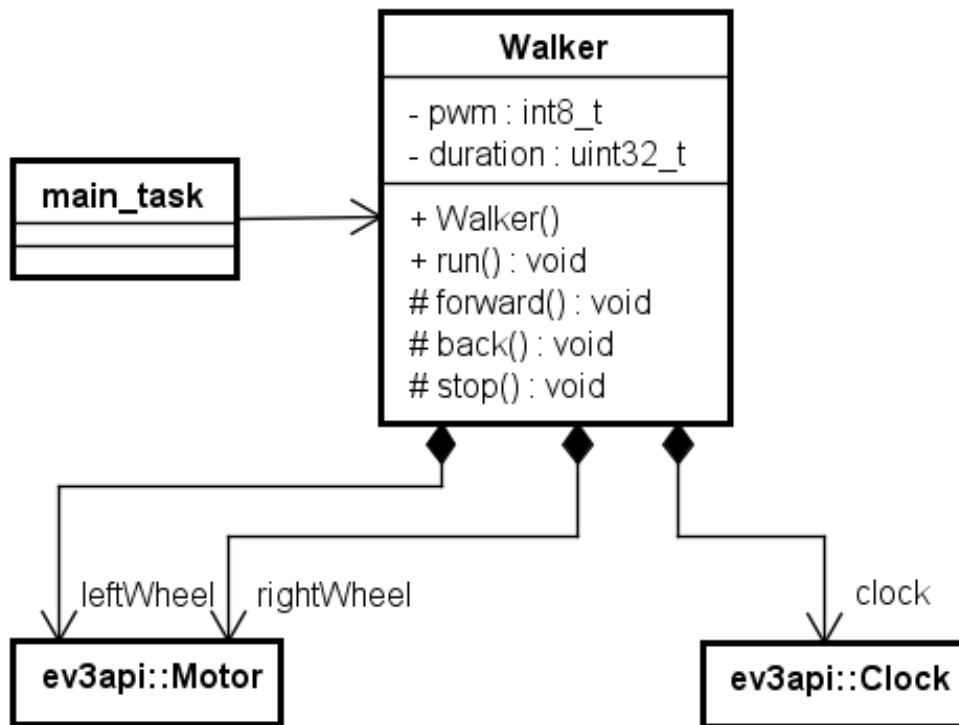 Walker
- pwm : int8_t
- duration : uint32_t
main_task
+ Walker()
+ run() : void
# forward() : void
# back() : void
# stop() : void
leftWheel
rightWheel
clock
ev3api::Motor
ev3api::Clock